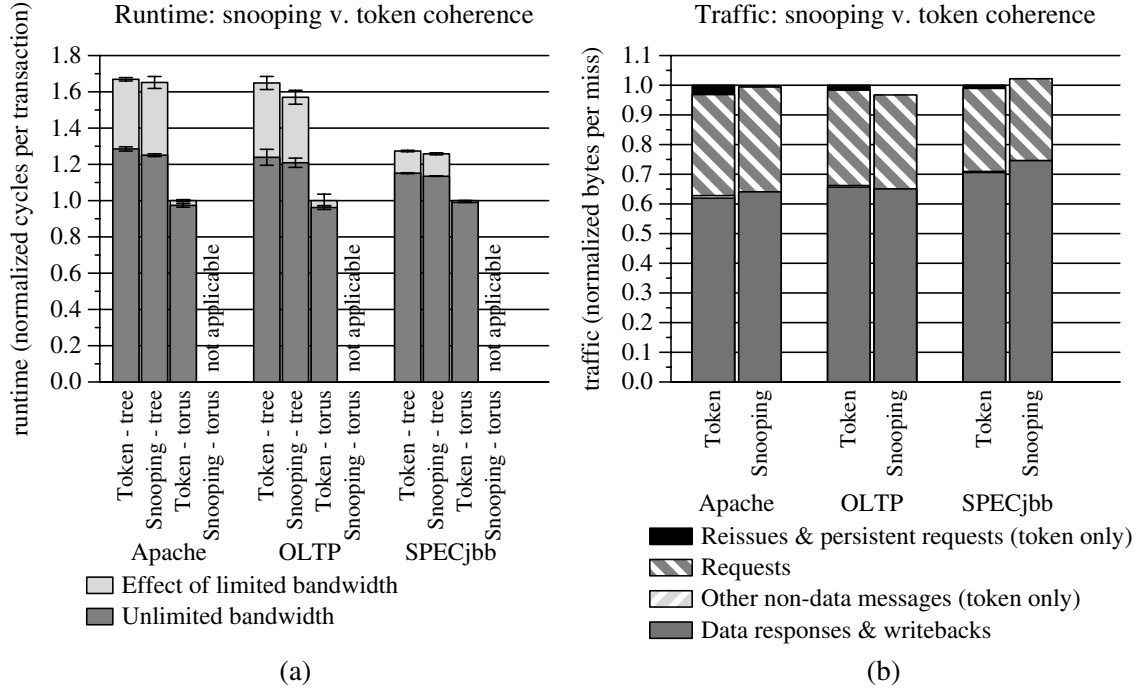 Runtime: snooping v. token coherence
runtime (normalized cycles per transaction)
1.8
1.6
1.4
1.2
1.0
0.8
0.6
0.4
0.2
0.0
not applicable
not applicable
not applicable
Token - tree
Snooping - tree
Token - torus
Snooping - torus
Token - tree
Snooping - tree
Token - torus
Snooping - torus
Token - tree
Snooping - tree
Token - torus
Snooping - torus
Apache
OLTP
SPECjbb
Effect of limited bandwidth
Unlimited bandwidth
(a)
Traffic: snooping v. token coherence
traffic (normalized bytes per miss)
1.1
1.0
0.9
0.8
0.7
0.6
0.5
0.4
0.3
0.2
0.1
0.0
Token
Snooping
Token
Snooping
Token
Snooping
Apache
OLTP
SPECjbb
Reissues & persistent requests (token only)
Requests
Other non-data messages (token only)
Data responses & writebacks
(b)